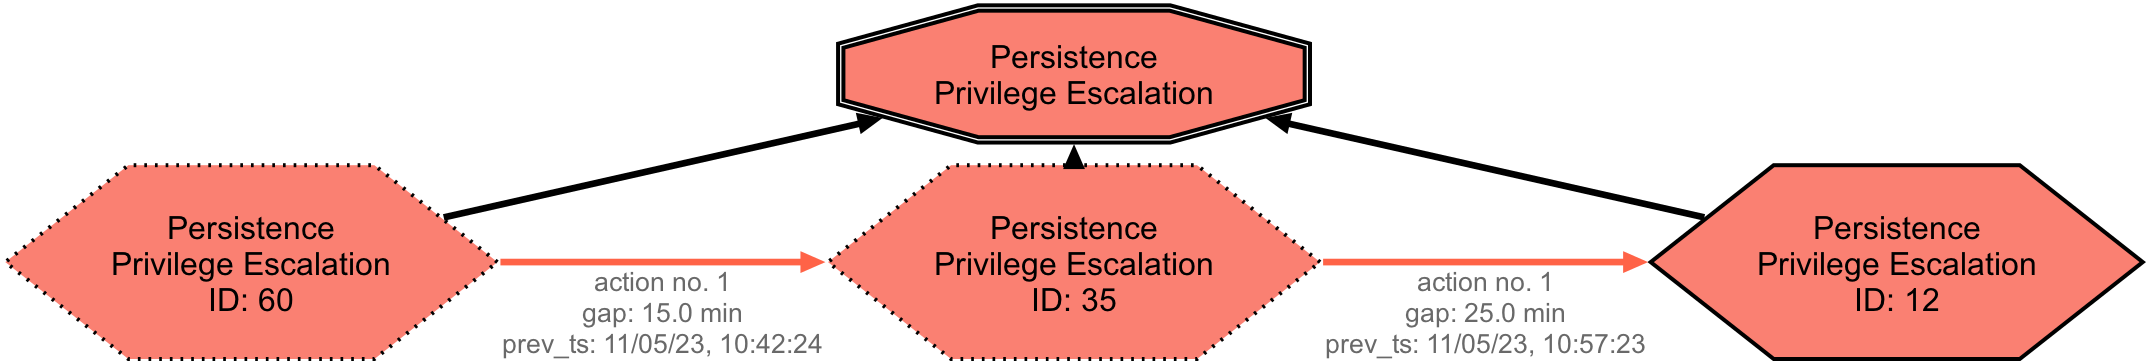 Persistence
Privilege Escalation
Persistence
Privilege Escalation
ID: 60
action no. 1
gap: 15.0 min
prev_ts: 11/05/23, 10:42:24
Persistence
Privilege Escalation
ID: 35
action no. 1
gap: 25.0 min
prev_ts: 11/05/23, 10:57:23
Persistence
Privilege Escalation
ID: 12